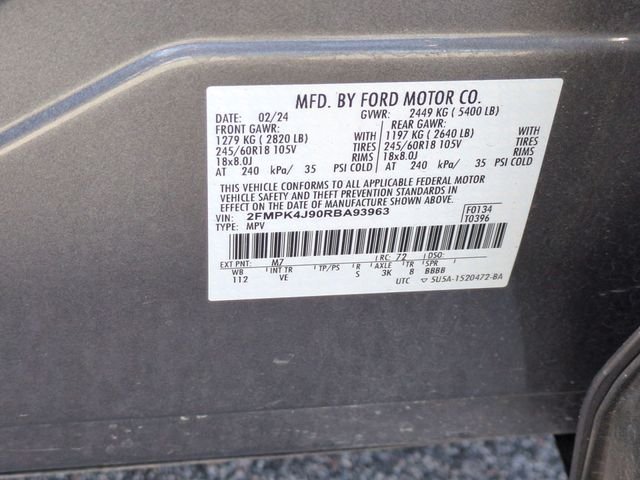 MFD. BY FORD MOTOR CO.
DATE: 02/24 GVWR: 2449 KG ( 5400 LB)
FRONT GAWR: REAR GAWR:
1279 KG ( 2820 LB) WITH 1197 KG ( 2640 LB) WITH
245/60R18 105V TIRES 245/60R18 105V TIRES
18x8.0J RIMS 18x8.0J RIMS
AT 240 kPa/ 35 PSI COLD AT 240 kPa/ 35 PSI COLD
THIS VEHICLE CONFORMS TO ALL APPLICABLE FEDERAL MOTOR
VEHICLE SAFETY AND THEFT PREVENTION STANDARDS IN
EFFECT ON THE DATE OF MANUFACTURE SHOWN ABOVE.
VIN: 2FMPK4J90RBA93963 F0134
TYPE: MPV T0396
EXT PNT: M7 RC: 72 DSO:
WB INT TR TP/PS R AXLE TR SPR
112 VE S 3K 8 BBBB
UTC ▽ 5U5A-1520472-BA